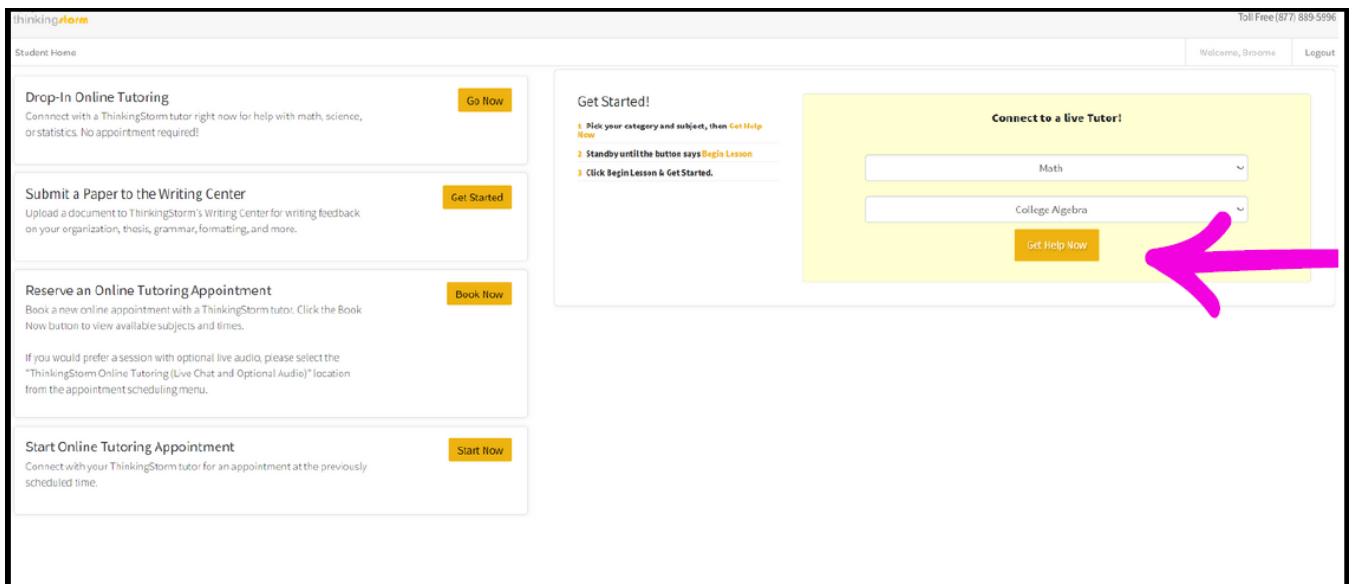 thinkingstorm
Toll Free (877) 889-5996
Student Home
Welcome, Broome
Logout
Drop-In Online Tutoring
Go Now
Connnect with a ThinkingStorm tutor right now for help with math, science,
or statistics. No appointment required!
Submit a Paper to the Writing Center
Get Started
Upload a document to ThinkingStorm's Writing Center for writing feedback
on your organization, thesis, grammar, formatting, and more.
Reserve an Online Tutoring Appointment
Book Now
Book a new online appointment with a ThinkingStorm tutor. Click the Book
Now button to view available subjects and times.
If you would prefer a session with optional live audio, please select the
"ThinkingStorm Online Tutoring (Live Chat and Optional Audio)" location
from the appointment scheduling menu.
Start Online Tutoring Appointment
Start Now
Connect with your ThinkingStorm tutor for an appointment at the previously
scheduled time.
Get Started!
1 Pick your category and subject, then Get Help
Now
2 Standby until the button says Begin Lesson
3 Click Begin Lesson & Get Started.
Connect to a live Tutor!
Math
College Algebra
Get Help Now